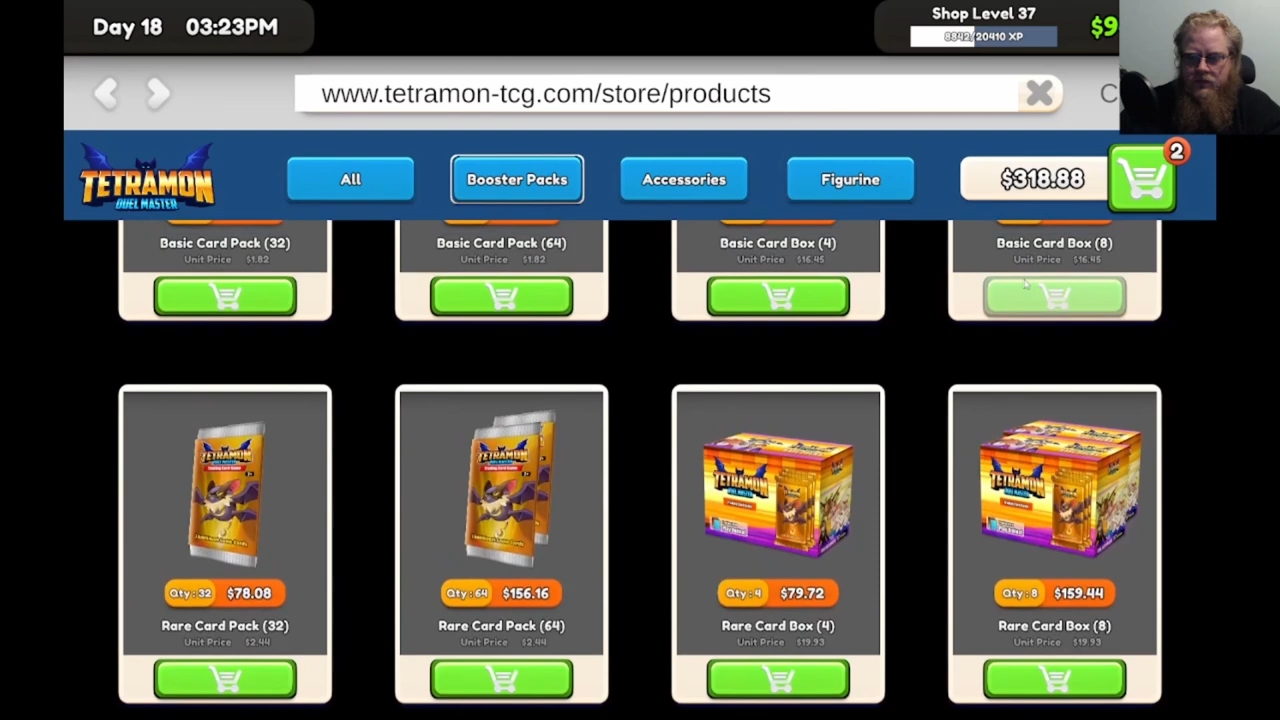 Day 18 03:23PM
Shop Level 37
8842/20410 XP
$9
www.tetramon-tcg.com/store/products
C
TETRAMON
DUEL MASTER
All
Booster Packs
Accessories
Figurine
$318.88
2
Basic Card Pack (32)
Unit Price $1.82
Basic Card Pack (64)
Unit Price $1.82
Basic Card Box (4)
Unit Price $16.45
Basic Card Box (8)
Unit Price $16.45
TETRAMON
TETRAMON
TETRAMON
TETRAMON
Qty : 32 $78.08
Rare Card Pack (32)
Unit Price $2.44
Qty : 64 $156.16
Rare Card Pack (64)
Unit Price $2.44
Qty : 4 $79.72
Rare Card Box (4)
Unit Price $19.93
Qty : 8 $159.44
Rare Card Box (8)
Unit Price $19.93